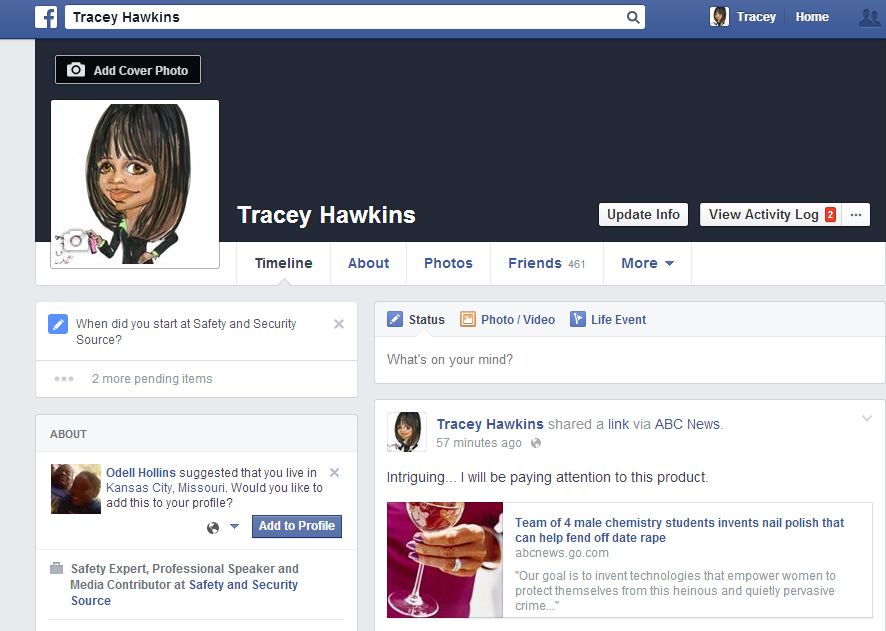 Tracey Hawkins
Tracey Home
Add Cover Photo
Tracey Hawkins
Update Info View Activity Log 2 ...
Timeline About Photos Friends 461 More
When did you start at Safety and Security
Source?
2 more pending items
ABOUT
Odell Hollins suggested that you live in
Kansas City, Missouri. Would you like to
add this to your profile?
Add to Profile
Safety Expert, Professional Speaker and
Media Contributor at Safety and Security
Source
Status Photo / Video Life Event
What's on your mind?
Tracey Hawkins shared a link via ABC News.
57 minutes ago
Intriguing... I will be paying attention to this product.
Team of 4 male chemistry students invents nail polish that
can help fend off date rape
abcnews.go.com
"Our goal is to invent technologies that empower women to
protect themselves from this heinous and quietly pervasive
crime..."